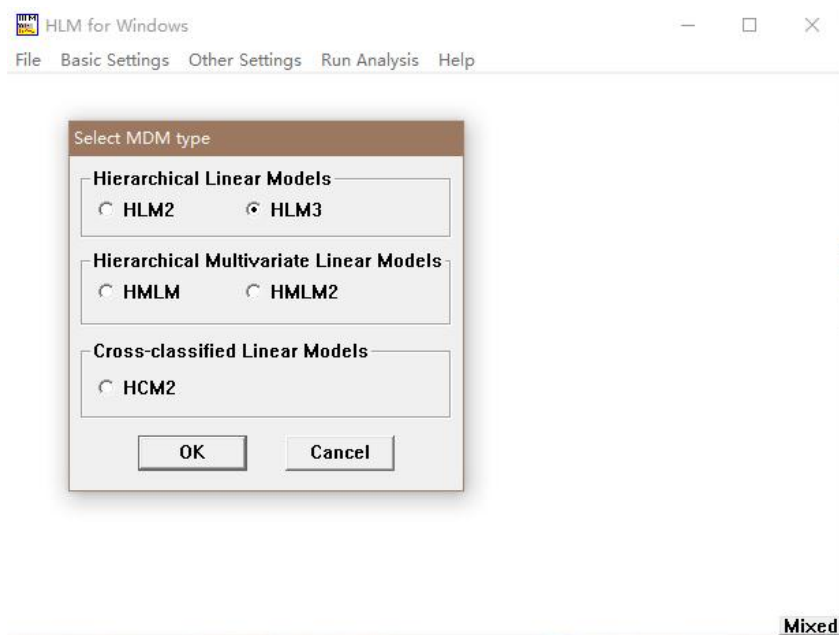 HLM for Windows
File Basic Settings Other Settings Run Analysis Help
Select MDM type
Hierarchical Linear Models
HLM2 HLM3
Hierarchical Multivariate Linear Models
HMLM HMLM2
Cross-classified Linear Models
HCM2
OK Cancel
Mixed